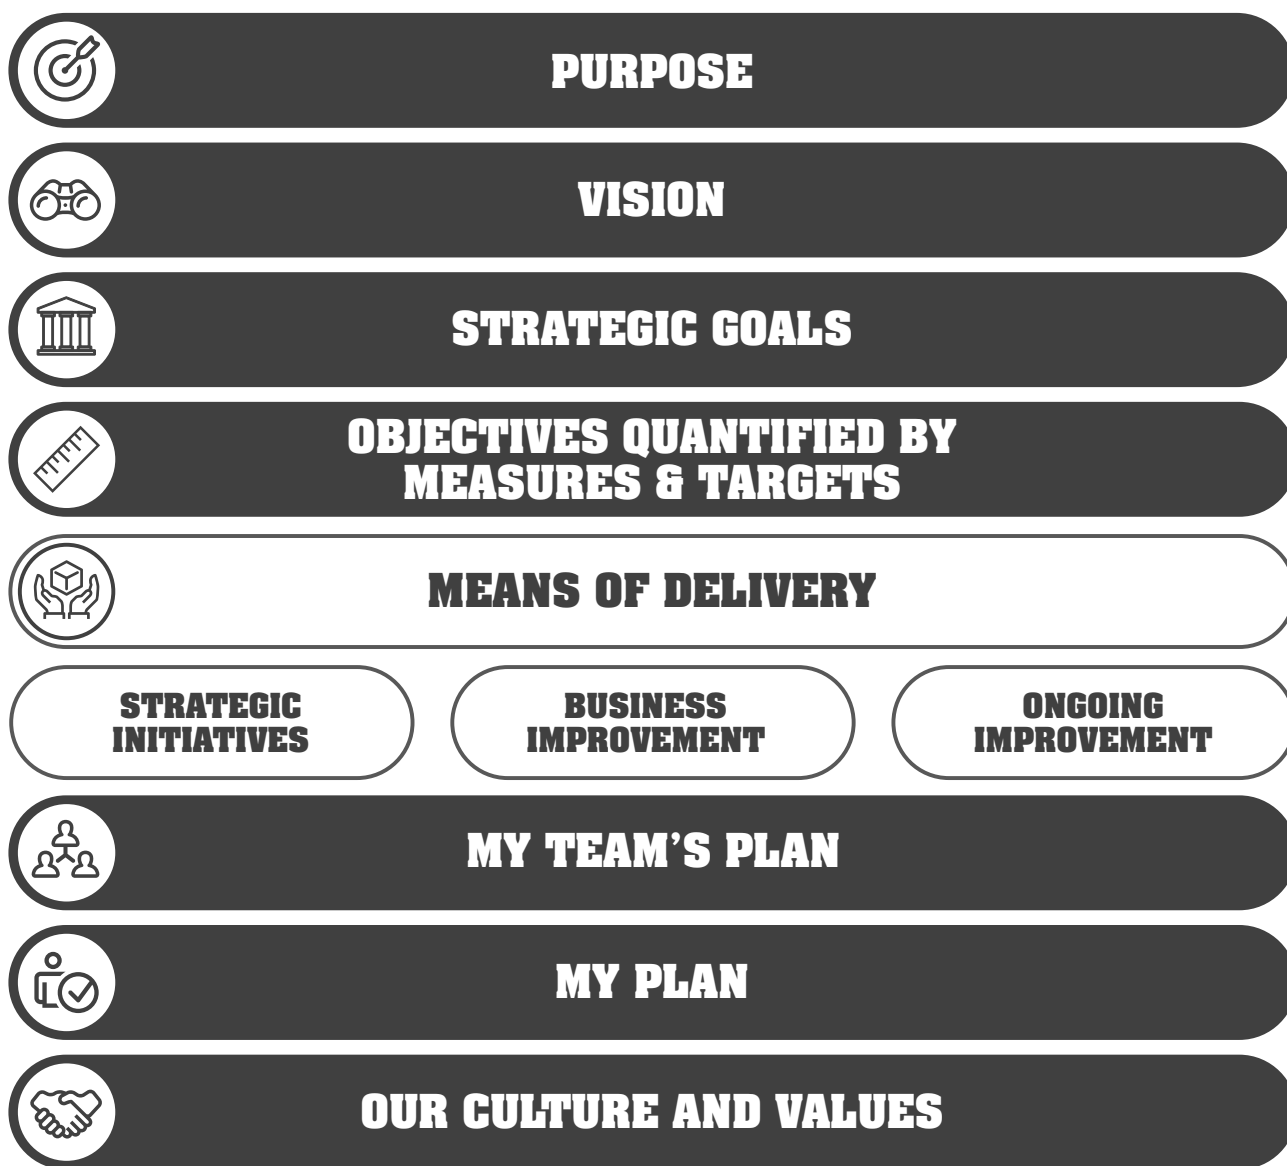 PURPOSE
VISION
STRATEGIC GOALS
OBJECTIVES QUANTIFIED BY
MEASURES & TARGETS
MEANS OF DELIVERY
STRATEGIC
INITIATIVES
BUSINESS
IMPROVEMENT
ONGOING
IMPROVEMENT
MY TEAM’S PLAN
MY PLAN
OUR CULTURE AND VALUES